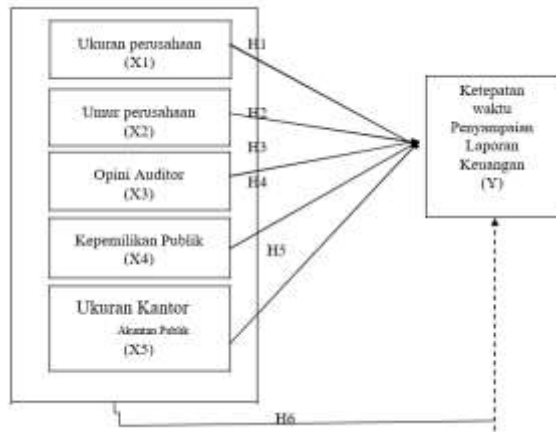 Ukuran perusahaan
(X1)
Umur perusahaan
(X2)
Opini Auditor
(X3)
Kepemilikan Publik
(X4)
Ukuran Kantor
Akuntan Publik
(X5)
H1
H2
H3
H4
H5
H6
Ketepatan
waktu
Penyampaian
Laporan
Keuangan
(Y)